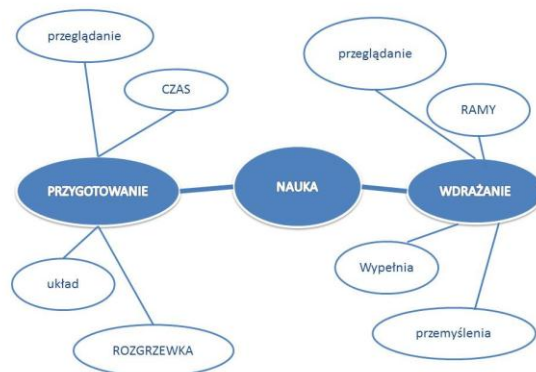 przeglądanie
przeglądanie
CZAS
RAMY
PRZYGOTOWANIE
NAUKA
WDRAŻANIE
układ
Wypełnia
ROZGRZEWKA
przemyślenia